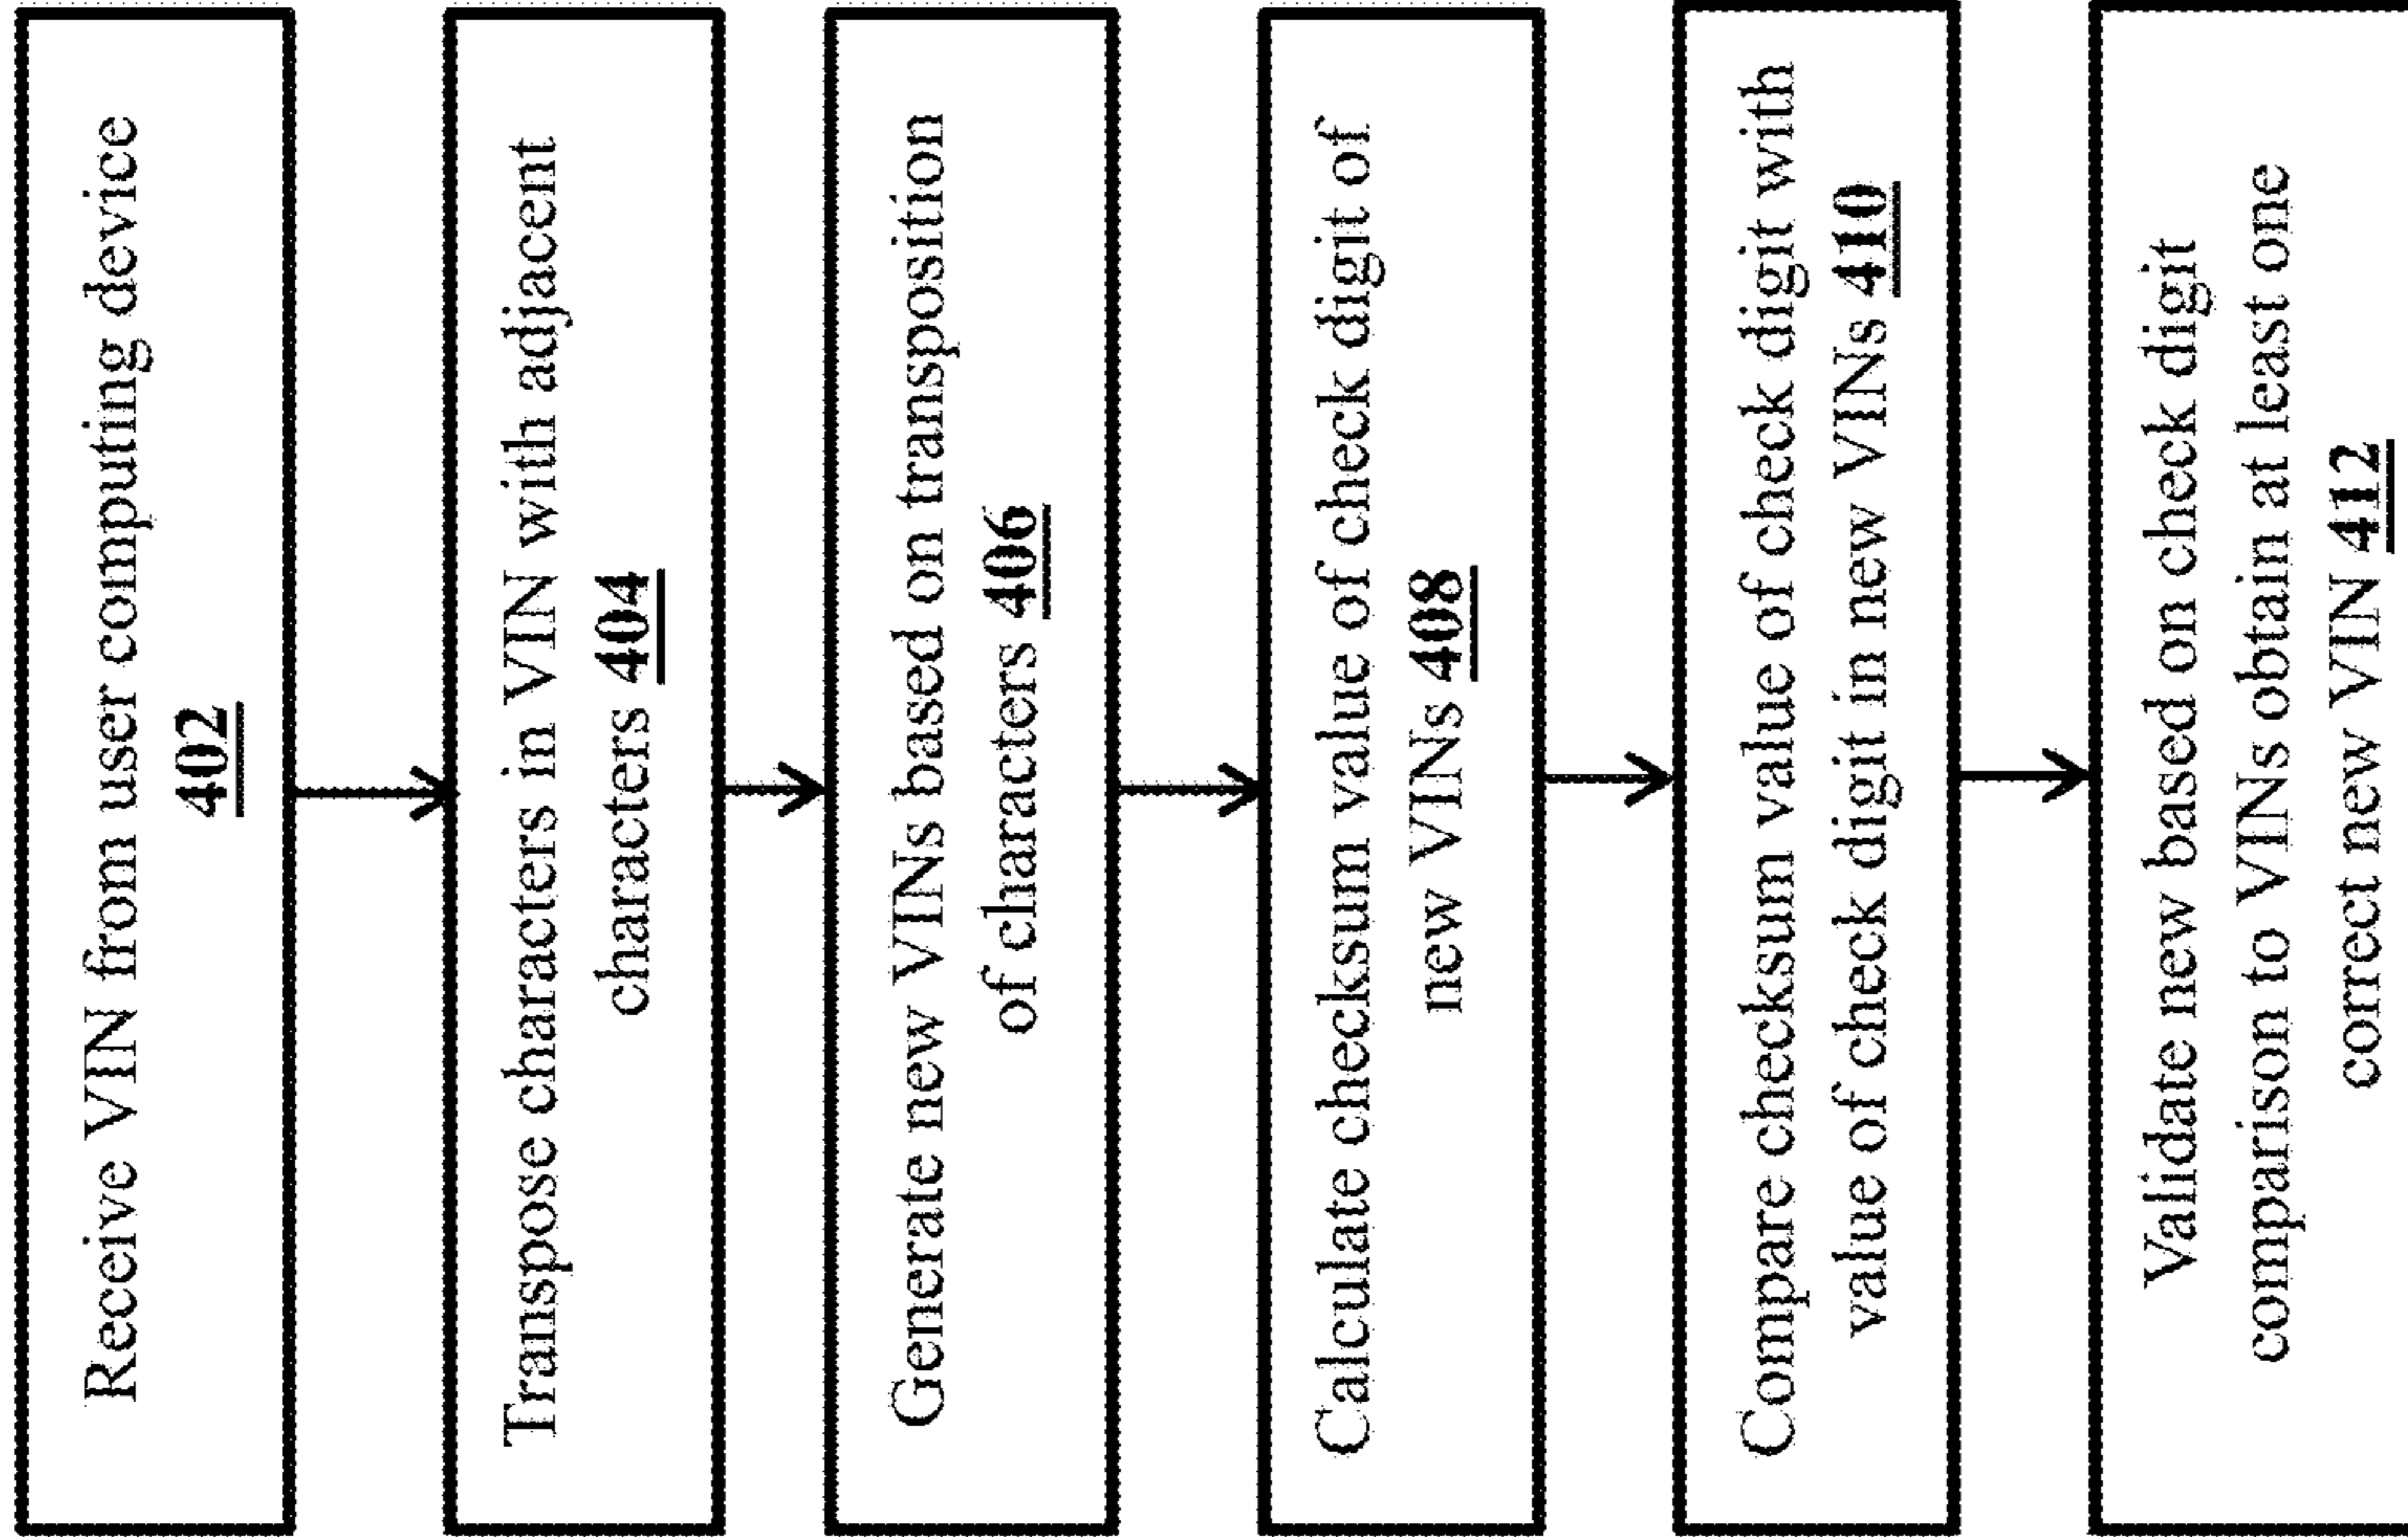 Receive VIN from user computing device
402
Transpose characters in VIN with adjacent
characters 404
Generate new VINs based on transposition
of characters 406
Calculate checksum value of check digit of
new VINs 408
Compare checksum value of check digit with
value of check digit in new VINs 410
Validate new based on check digit
comparison to VINs obtain at least one
correct new VIN 412